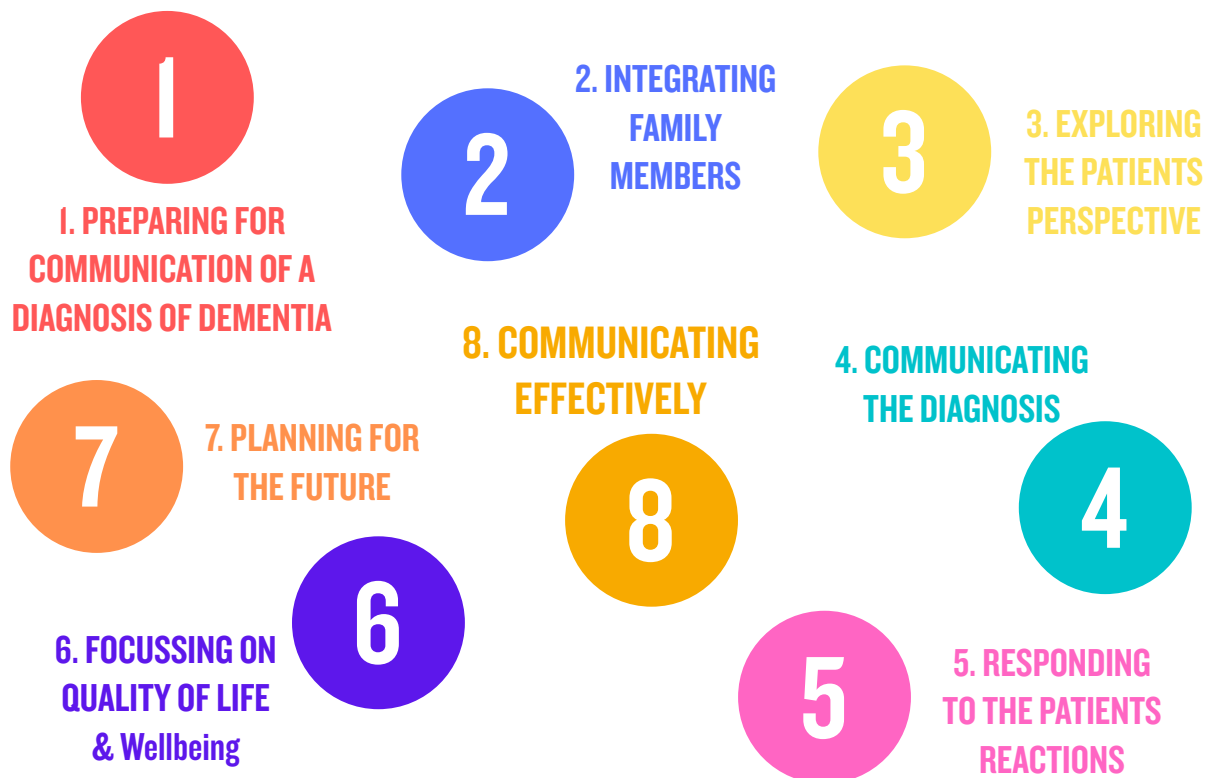 1
1. PREPARING FOR
COMMUNICATION OF A
DIAGNOSIS OF DEMENTIA
2
2. INTEGRATING
FAMILY
MEMBERS
3
3. EXPLORING
THE PATIENTS
PERSPECTIVE
4. COMMUNICATING
THE DIAGNOSIS
4
5
5. RESPONDING
TO THE PATIENTS
REACTIONS
6
6. FOCUSSING ON
QUALITY OF LIFE
& Wellbeing
7
7. PLANNING FOR
THE FUTURE
8. COMMUNICATING
EFFECTIVELY
8